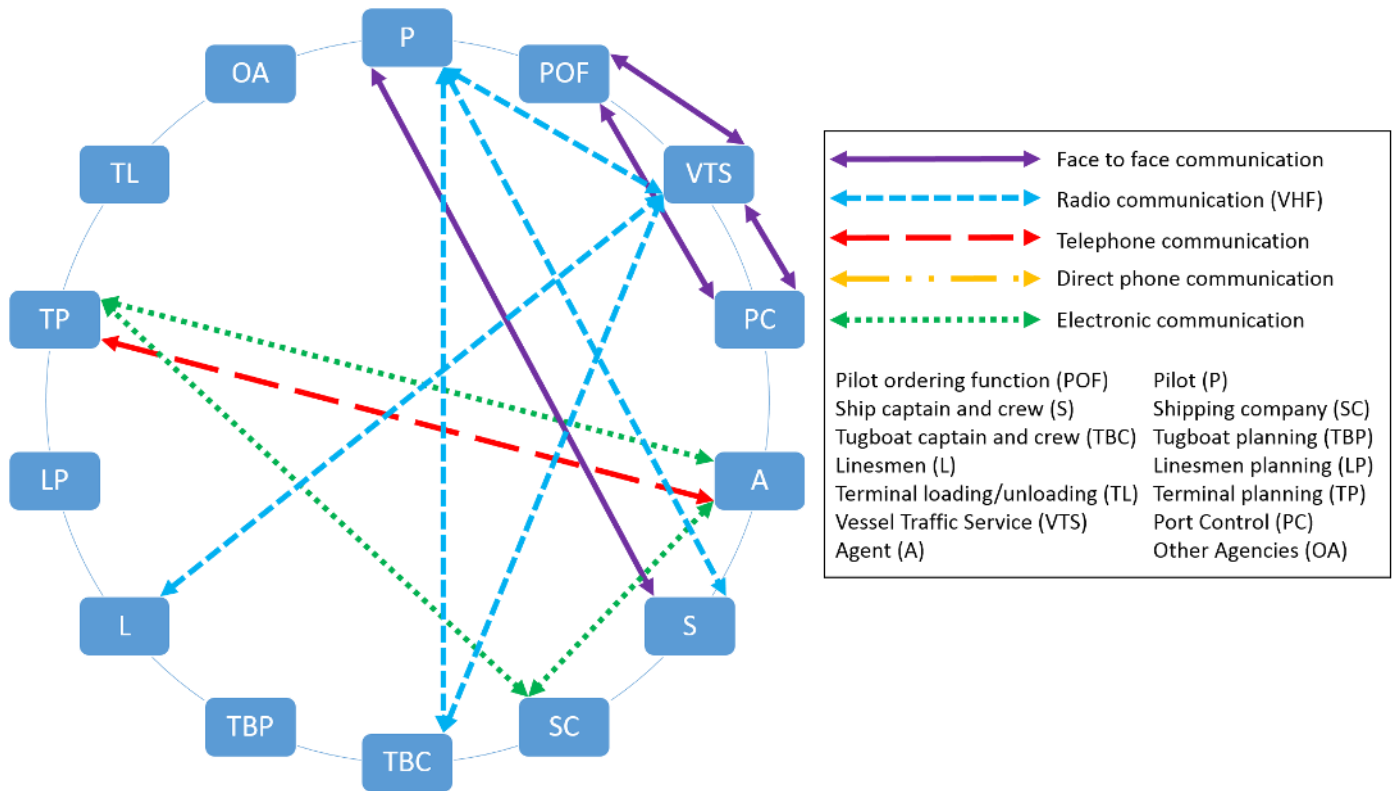 P
OA
POF
TL
VTS
TP
PC
LP
A
L
S
TBP
SC
TBC
Face to face communication
Radio communication (VHF)
Telephone communication
Direct phone communication
Electronic communication
Pilot ordering function (POF) Pilot (P)
Ship captain and crew (S) Shipping company (SC)
Tugboat captain and crew (TBC) Tugboat planning (TBP)
Linesmen (L) Linesmen planning (LP)
Terminal loading/unloading (TL) Terminal planning (TP)
Vessel Traffic Service (VTS) Port Control (PC)
Agent (A) Other Agencies (OA)